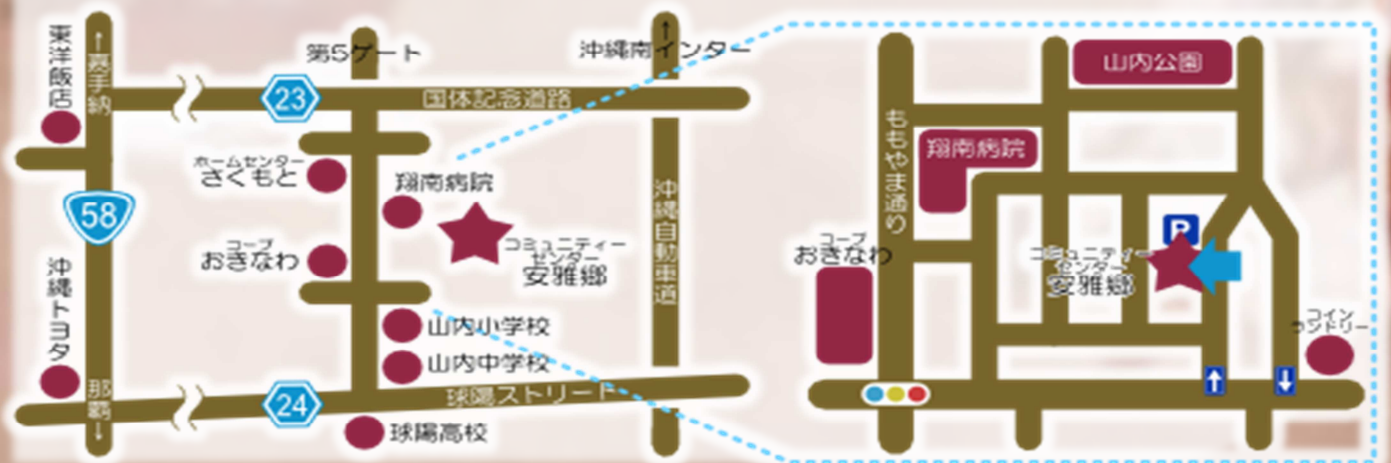 東洋飯店
←嘉手納
第5ゲート
沖縄南インター→
23
国体記念道路
ホームセンター
さくもと
翔南病院
58
沖縄自動車道
コープ
おきなわ
コミュニティー
センター
安雅郷
沖縄トヨタ
山内小学校
山内中学校
那覇→
24
球陽ストリート
球陽高校
山内公園
ももやま通り
翔南病院
P
コープ
おきなわ
コミュニティー
センター
安雅郷
コイン
ランドリー
↑
↓